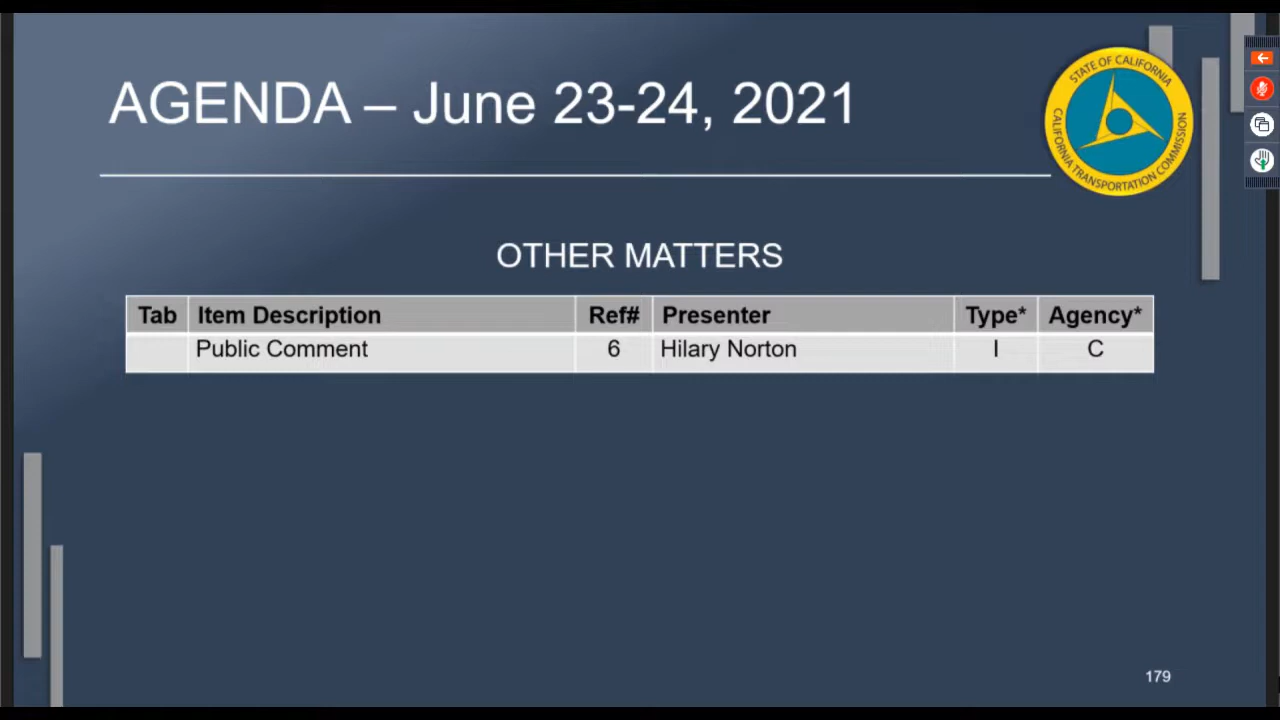 AGENDA – June 23-24, 2021
STATE OF CALIFORNIA
CALIFORNIA TRANSPORTATION COMMISSION
OTHER MATTERS
Tab Item Description Ref# Presenter Type* Agency*
Public Comment 6 Hilary Norton I C
179